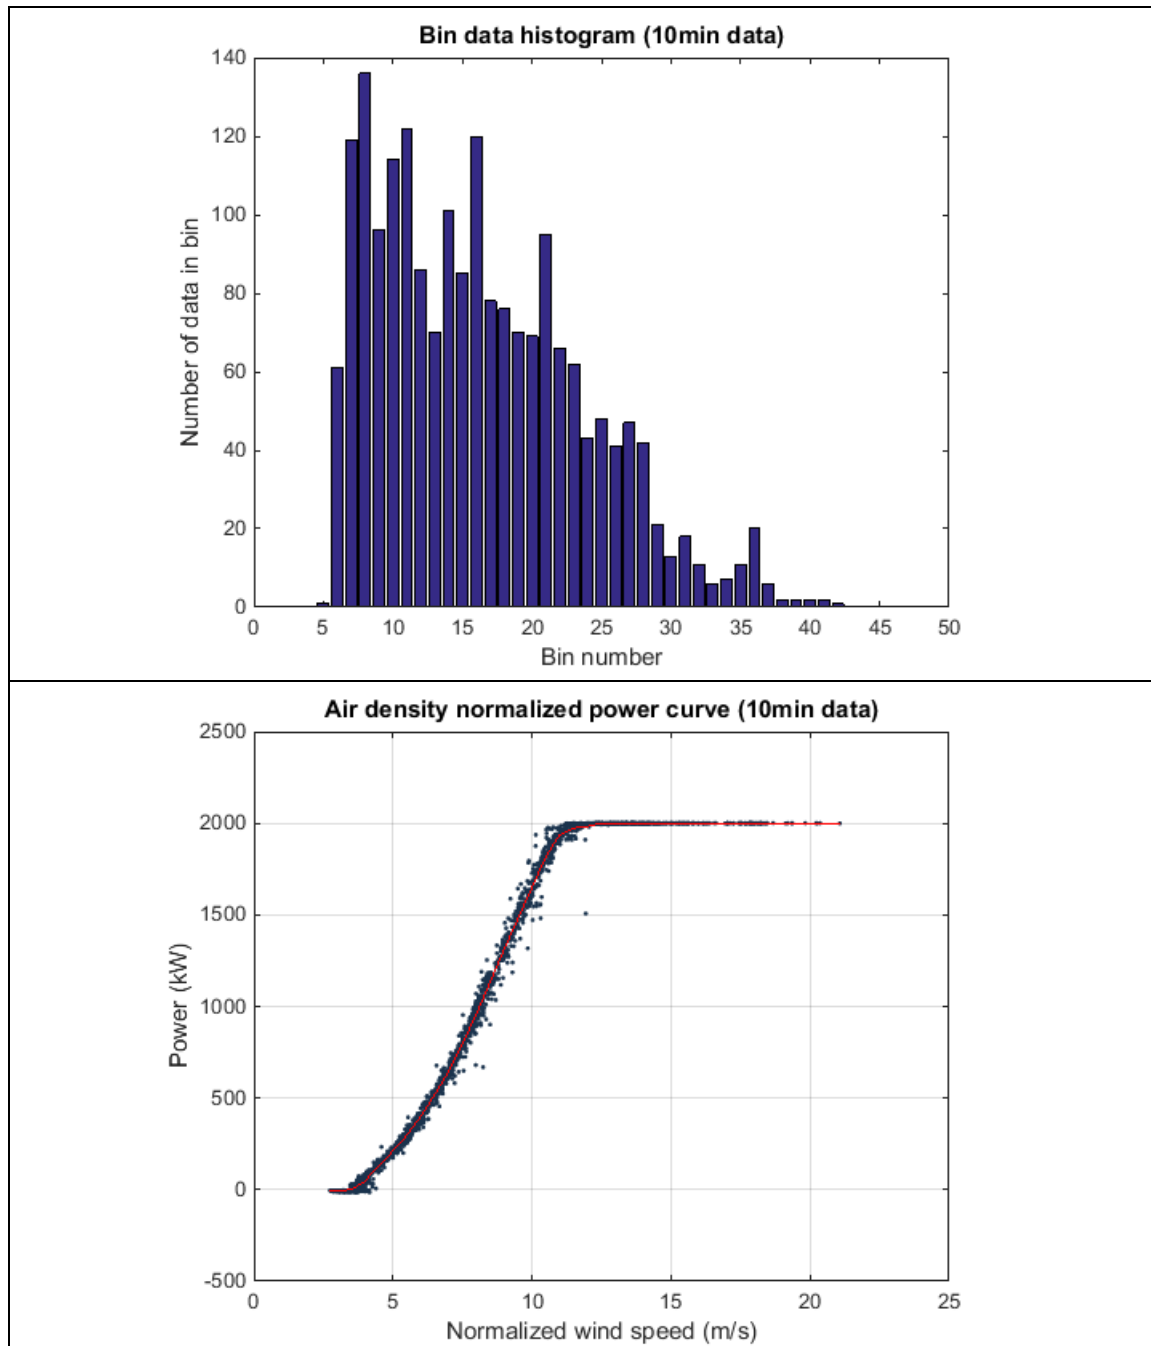 Bin data histogram (10min data)
140
120
100
80
60
40
20
0
Number of data in bin
0 5 10 15 20 25 30 35 40 45 50
Bin number
Air density normalized power curve (10min data)
2500
2000
1500
1000
500
0
-500
Power (kW)
0 5 10 15 20 25
Normalized wind speed (m/s)